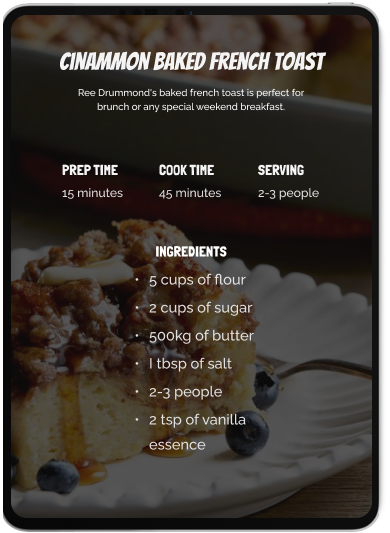 CINAMMON BAKED FRENCH TOAST
Ree Drummond's baked french toast is perfect for
brunch or any special weekend breakfast.
PREP TIME COOK TIME SERVING
15 minutes 45 minutes 2-3 people
INGREDIENTS
• 5 cups of flour
• 2 cups of sugar
• 500kg of butter
• 1 tbsp of salt
• 2-3 people
• 2 tsp of vanilla
essence